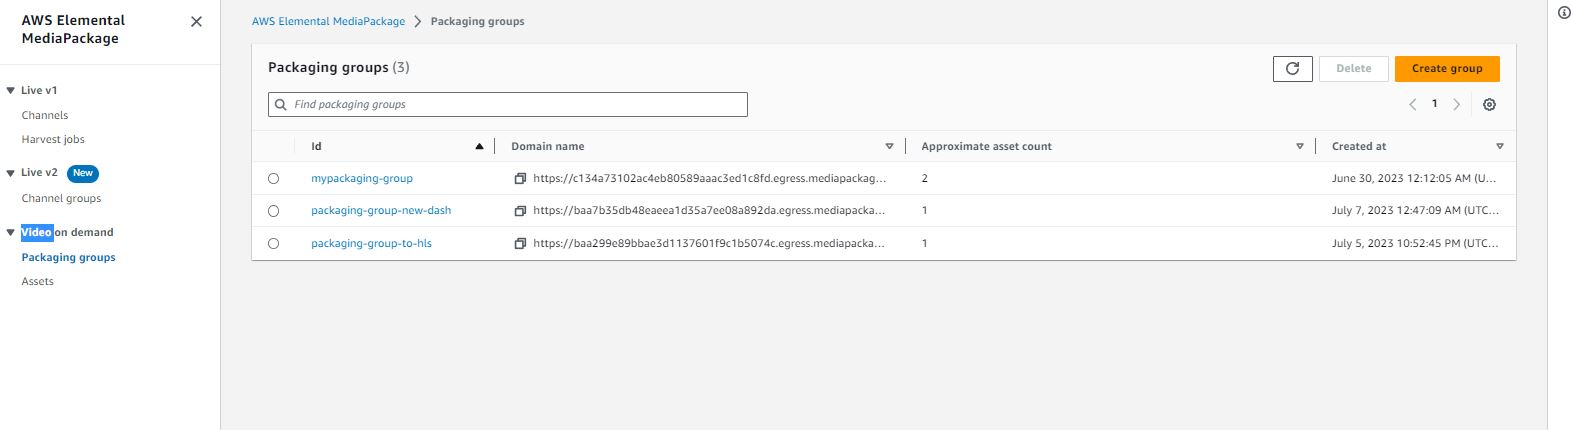 AWS Elemental
MediaPackage
Live v1
Channels
Harvest jobs
Live v2 New
Channel groups
Video on demand
Packaging groups
Assets
AWS Elemental MediaPackage > Packaging groups
Packaging groups (3)
Delete
Create group
Find packaging groups
1
Id Domain name Approximate asset count Created at
mypackaging-group https://c134a73102ac4eb80589aaac3ed1c8fd.egress.mediapackag... 2 June 30, 2023 12:12:05 AM (U...
packaging-group-new-dash https://baa7b35db48eaeea1d35a7ee08a892da.egress.mediapacka... 1 July 7, 2023 12:47:09 AM (UTC...
packaging-group-to-hls https://baa299e89bbae3d1137601f9c1b5074c.egress.mediapacka... 1 July 5, 2023 10:52:45 PM (UTC...